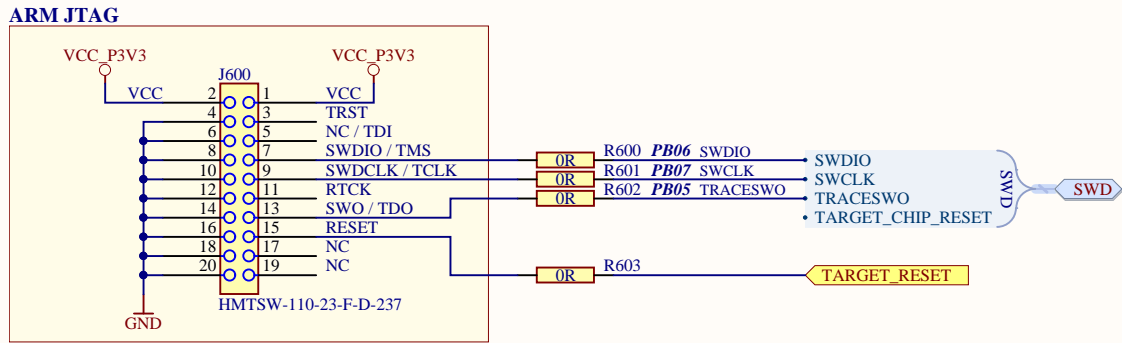 ARM JTAG
VCC_P3V3 VCC_P3V3
J600
VCC 2 1 VCC
4 3 TRST
6 5 NC / TDI
8 7 SWDIO / TMS 0R R600 PB06 SWDIO SWDIO
10 9 SWDCLK / TCLK 0R R601 PB07 SWCLK SWCLK
12 11 RTCK 0R R602 PB05 TRACESWO TRACESWO
14 13 SWO / TDO TARGET_CHIP_RESET
SWD SWD
16 15 RESET
18 17 NC
20 19 NC 0R R603 TARGET_RESET
HMTSW-110-23-F-D-237
GND